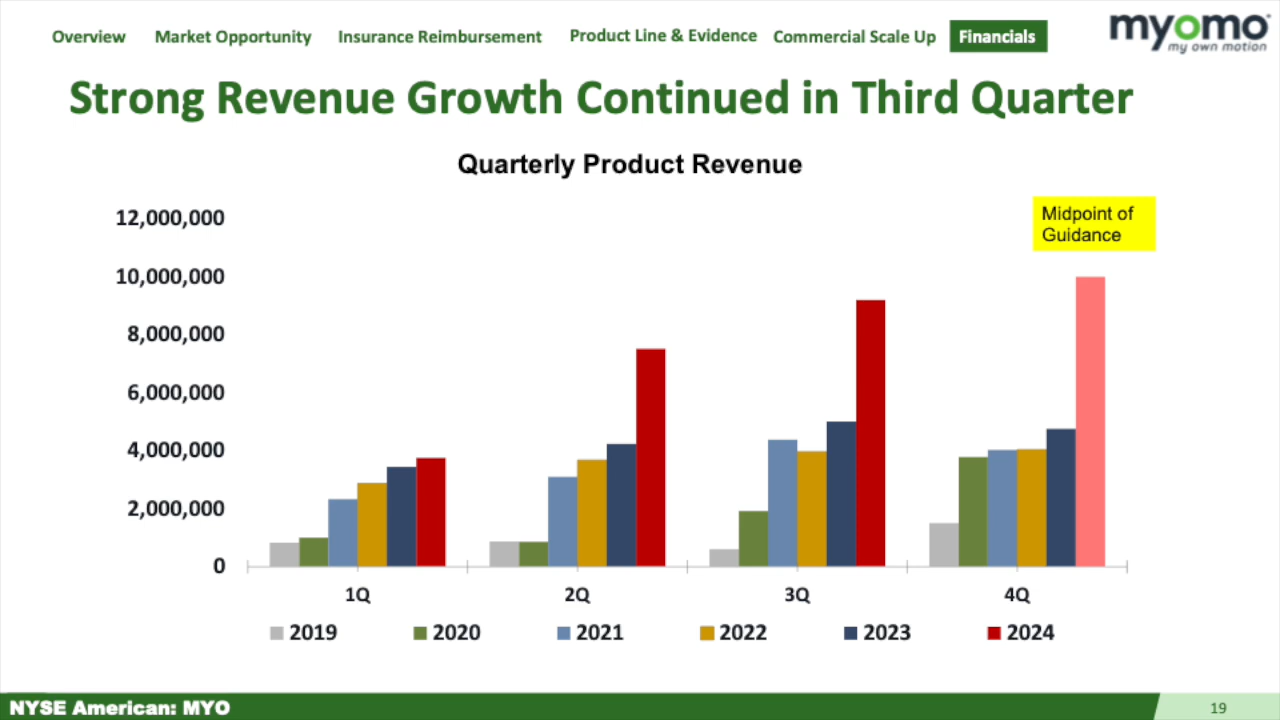 Overview Market Opportunity Insurance Reimbursement Product Line & Evidence Commercial Scale Up Financials
myomo
my own motion
Strong Revenue Growth Continued in Third Quarter
Quarterly Product Revenue
Midpoint of
Guidance
12,000,000
10,000,000
8,000,000
6,000,000
4,000,000
2,000,000
0
1Q 2Q 3Q 4Q
2019 2020 2021 2022 2023 2024
NYSE American: MYO 19